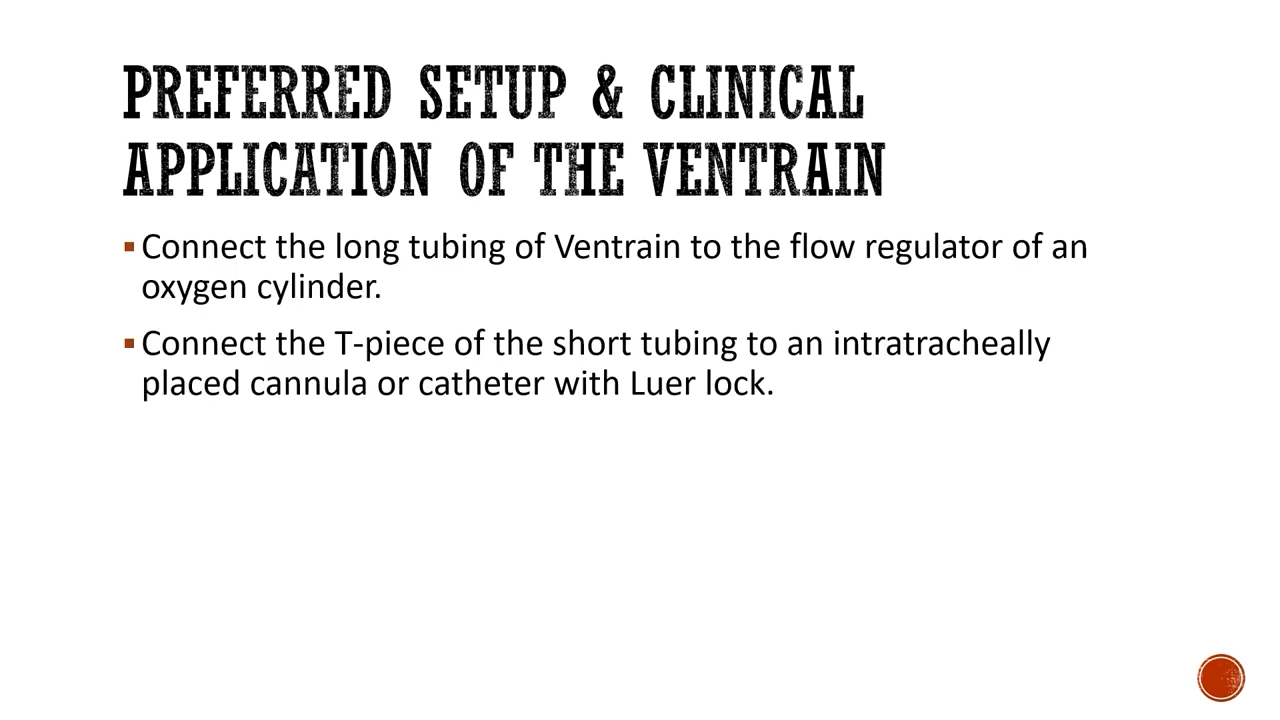 PREFERRED SETUP & CLINICAL
APPLICATION OF THE VENTRAIN
▪ Connect the long tubing of Ventrain to the flow regulator of an
oxygen cylinder.
▪ Connect the T-piece of the short tubing to an intratracheally
placed cannula or catheter with Luer lock.